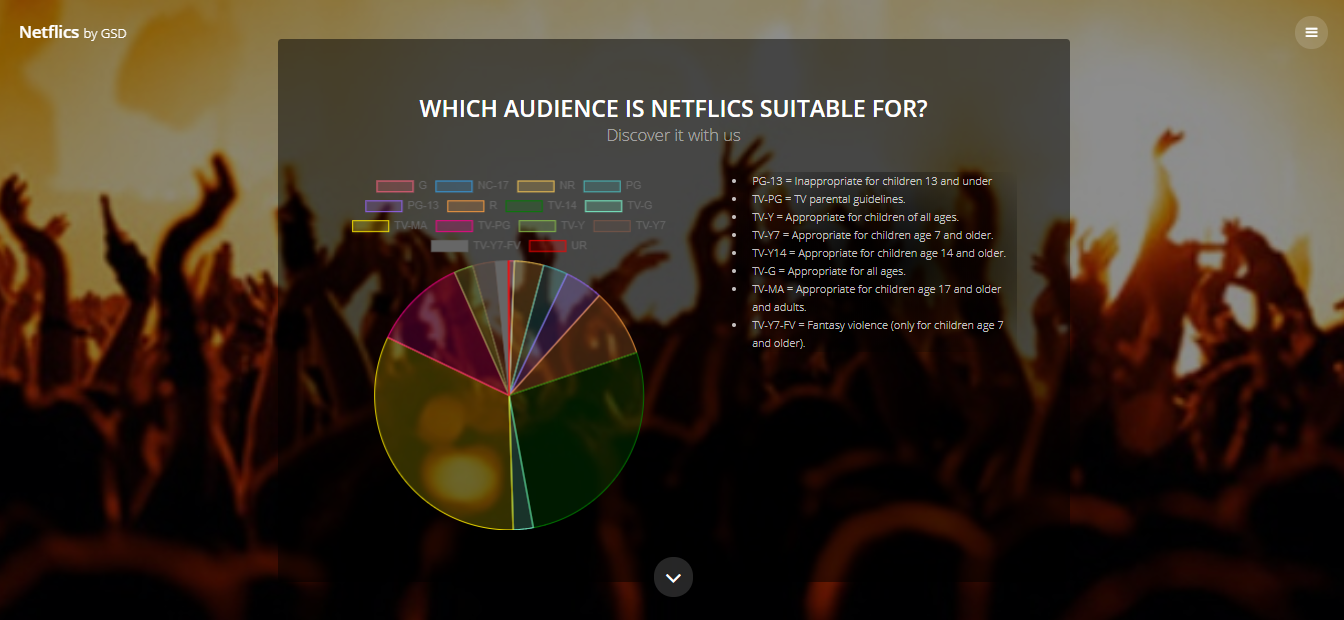 Netflics by GSD
WHICH AUDIENCE IS NETFLICS SUITABLE FOR?
Discover it with us
G NC-17 NR PG
PG-13 R TV-14 TV-G
TV-MA TV-PG TV-Y TV-Y7
TV-Y7-FV UR
PG-13 = Inappropriate for children 13 and under
TV-PG = TV parental guidelines.
TV-Y = Appropriate for children of all ages.
TV-Y7 = Appropriate for children age 7 and older.
TV-Y14 = Appropriate for children age 14 and older.
TV-G = Appropriate for all ages.
TV-MA = Appropriate for children age 17 and older
and adults.
TV-Y7-FV = Fantasy violence (only for children age 7
and older).